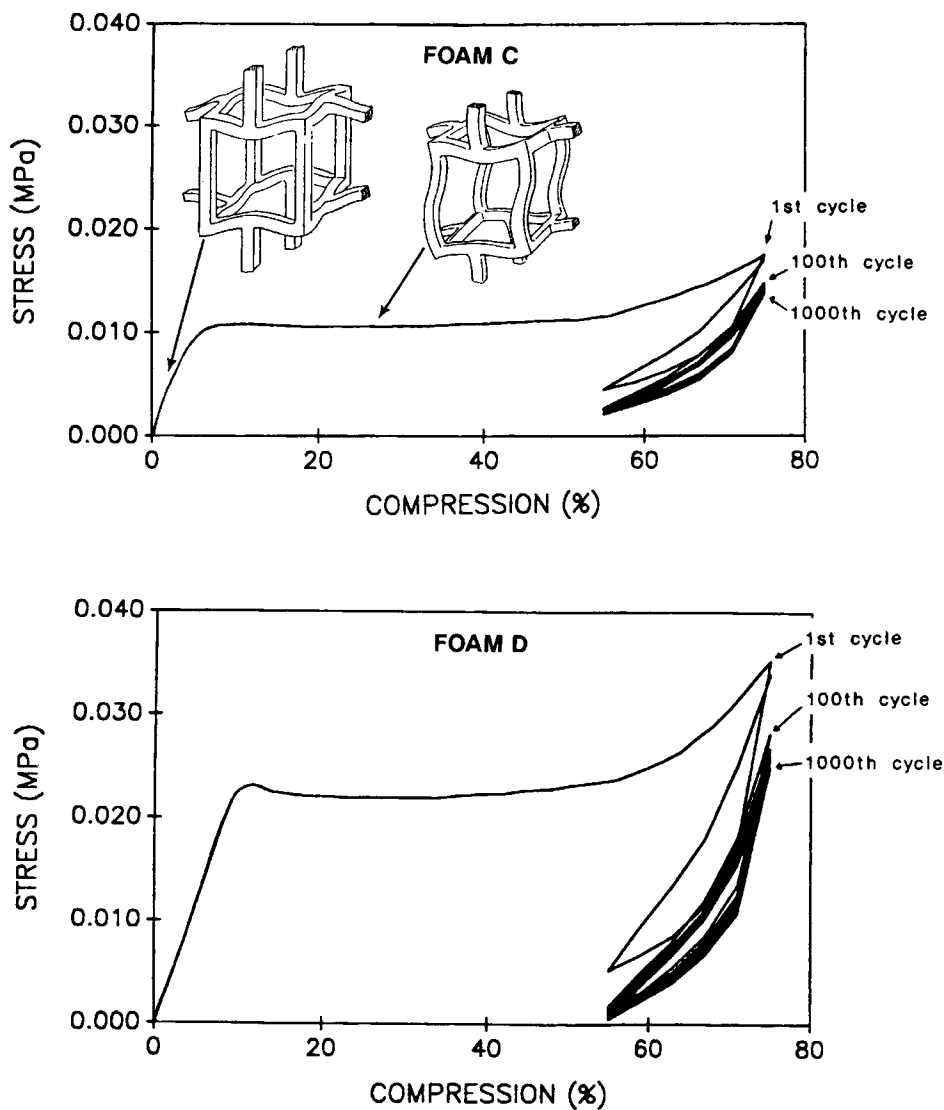 0.040
FOAM C
0.030
1st cycle
0.020
100th cycle
1000th cycle
0.010
0.000
STRESS (MPa)
0 20 40 60 80
COMPRESSION (%)
0.040
FOAM D
1st cycle
0.030
100th cycle
1000th cycle
0.020
0.010
0.000
STRESS (MPa)
0 20 40 60 80
COMPRESSION (%)